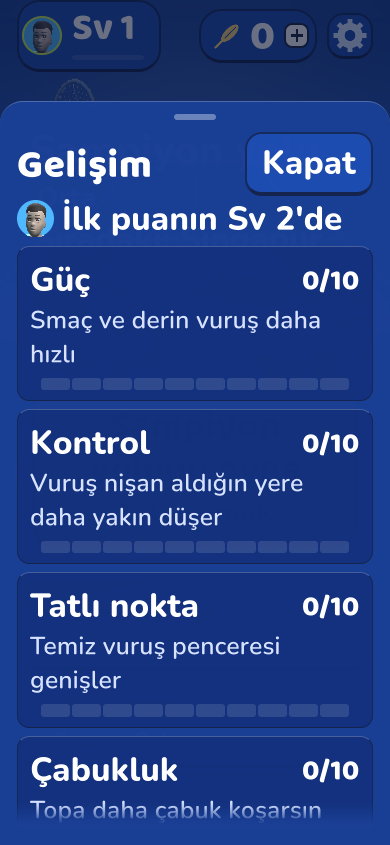 Sv 1
0
Gelişim
Kapat
İlk puanın Sv 2'de
Güç
0/10
Smaç ve derin vuruş daha
hızlı
Kontrol
0/10
Vuruş nişan aldığın yere
daha yakın düşer
Tatlı nokta
0/10
Temiz vuruş penceresi
genişler
Çabukluk
0/10
Topa daha çabuk koşarsın